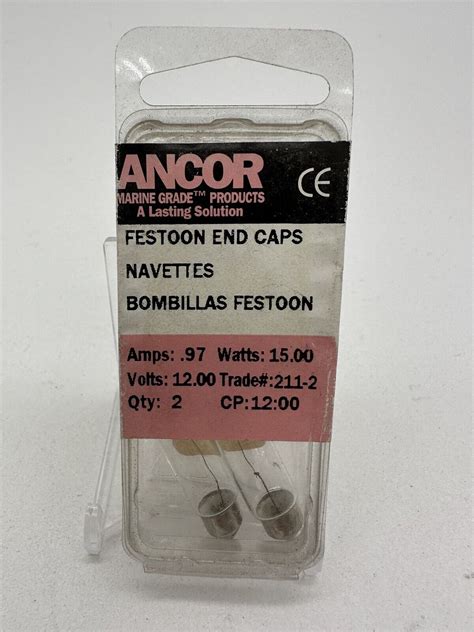 ANCOR
MARINE GRADE™ PRODUCTS
A Lasting Solution
CE
FESTOON END CAPS
NAVETTES
BOMBILLAS FESTOON
Amps: .97 Watts: 15.00
Volts: 12.00 Trade#:211-2
Qty: 2 CP:12:00